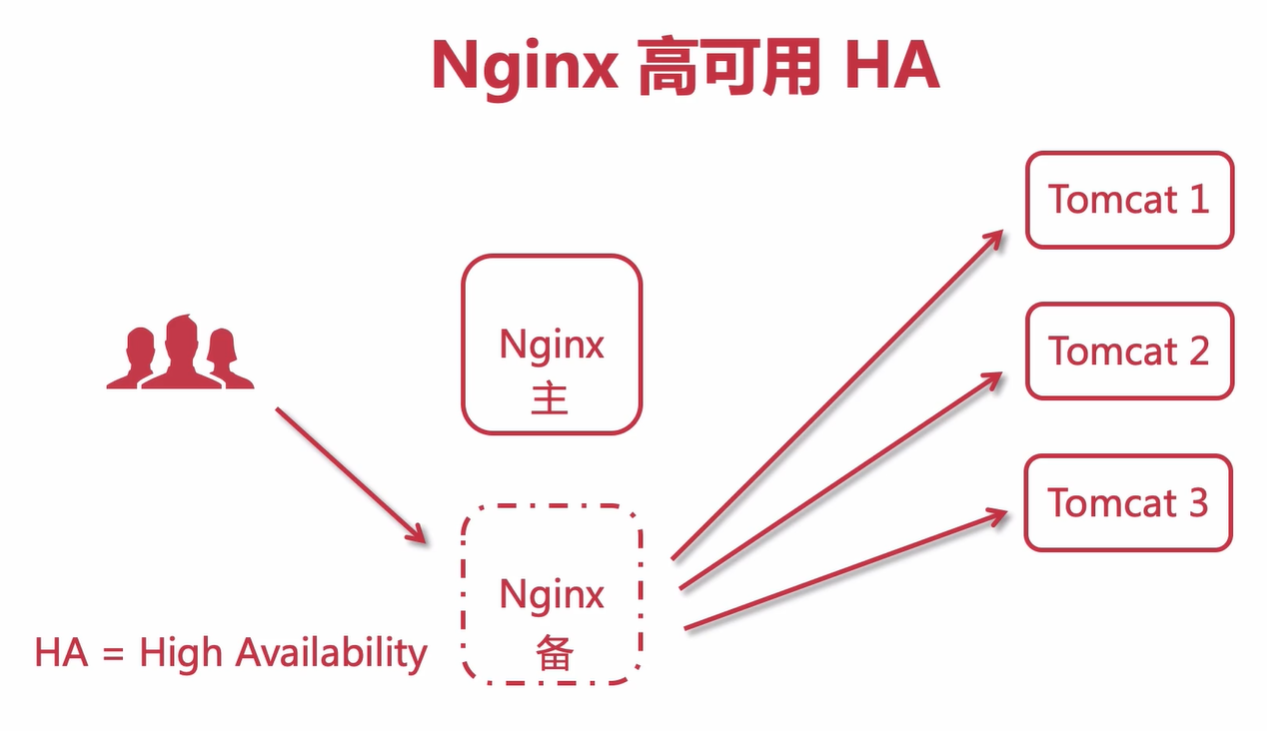 Nginx 高可用 HA
Tomcat 1
Nginx
主
Tomcat 2
Tomcat 3
Nginx
备
HA = High Availability